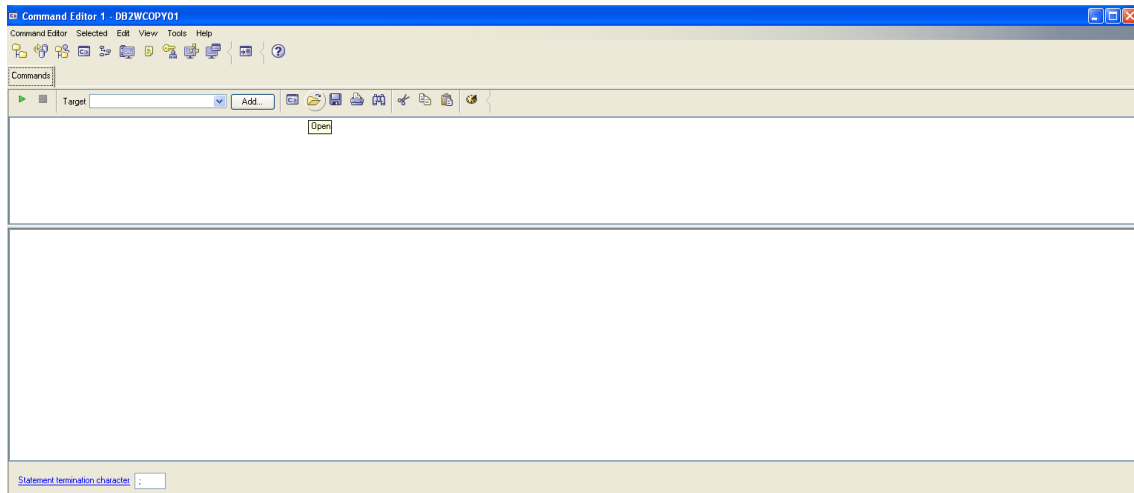 Command Editor 1 - DB2WCOPY01
Command Editor Selected Edit View Tools Help
Commands
Target Add...
Open
Statement termination character ;